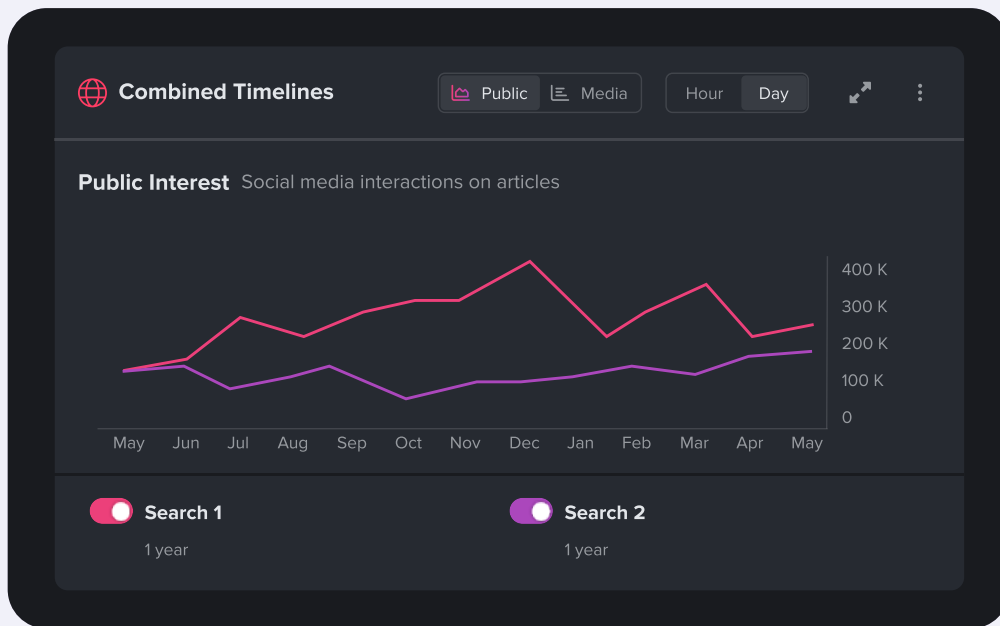 Combined Timelines Public Media Hour Day
Public Interest Social media interactions on articles
400 K
300 K
200 K
100 K
0
May Jun Jul Aug Sep Oct Nov Dec Jan Feb Mar Apr May
Search 1 Search 2
1 year 1 year